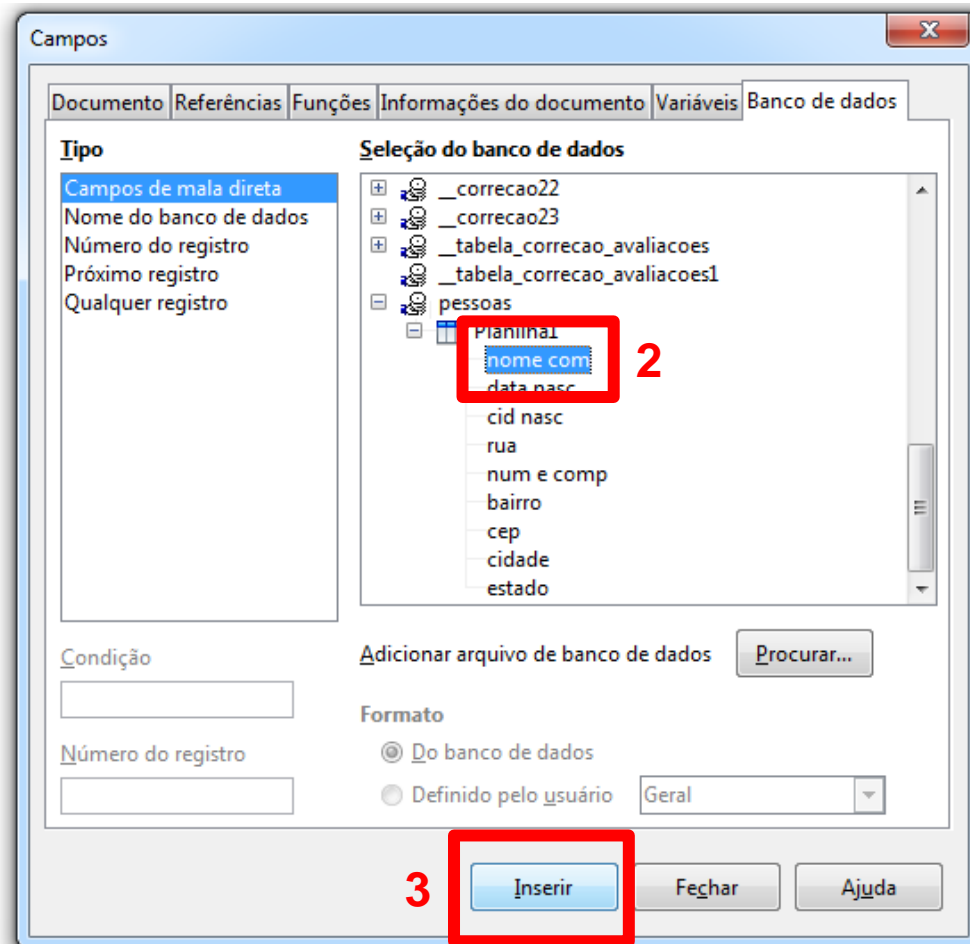 Campos
Documento Referências Funções Informações do documento Variáveis Banco de dados
Tipo
Campos de mala direta
Nome do banco de dados
Número do registro
Próximo registro
Qualquer registro
Seleção do banco de dados
__correcao22
__correcao23
__tabela_correcao_avaliacoes
__tabela_correcao_avaliacoes1
pessoas
Planilha1
nome com
2
data nasc
cid nasc
rua
num e comp
bairro
cep
cidade
estado
Condição
Número do registro
Adicionar arquivo de banco de dados Procurar...
Formato
Do banco de dados
Definido pelo usuário Geral
3 Inserir Fechar Ajuda